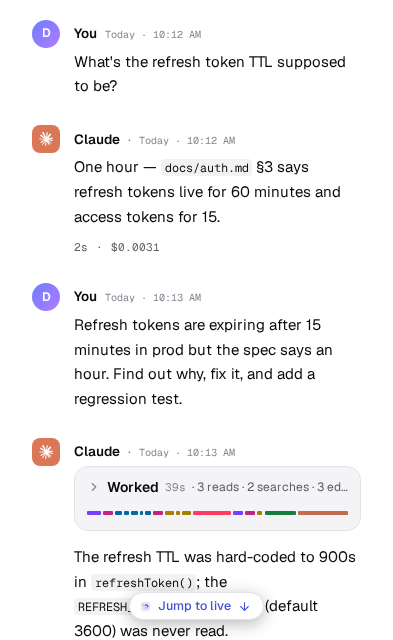 D You Today · 10:12 AM
What's the refresh token TTL supposed
to be?
Claude · Today · 10:12 AM
One hour — docs/auth.md §3 says
refresh tokens live for 60 minutes and
access tokens for 15.
2s · $0.0031
D You Today · 10:13 AM
Refresh tokens are expiring after 15
minutes in prod but the spec says an
hour. Find out why, fix it, and add a
regression test.
Claude · Today · 10:13 AM
Worked 39s · 3 reads · 2 searches · 3 ed…
The refresh TTL was hard-coded to 900s
in refreshToken(); the
REFRESH_ (default
Jump to live ↓
3600) was never read.